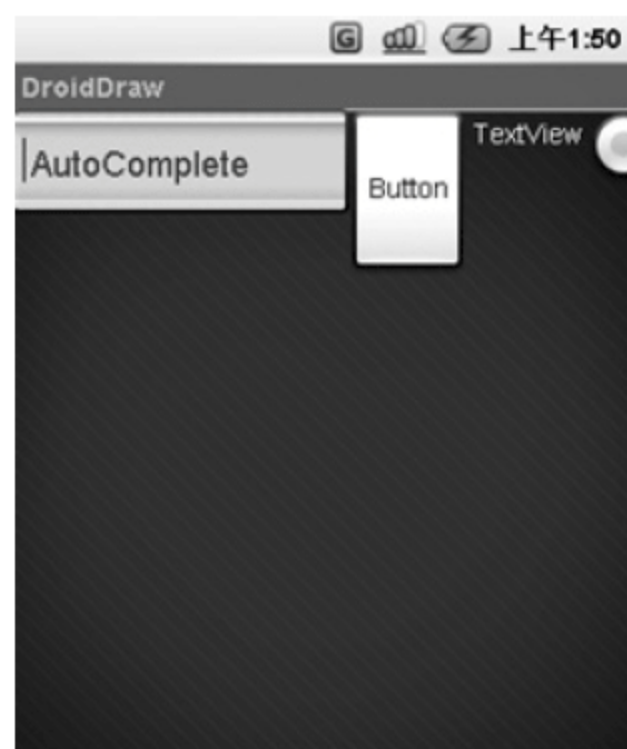 G 上午1:50
DroidDraw
AutoComplete
Button
TextView